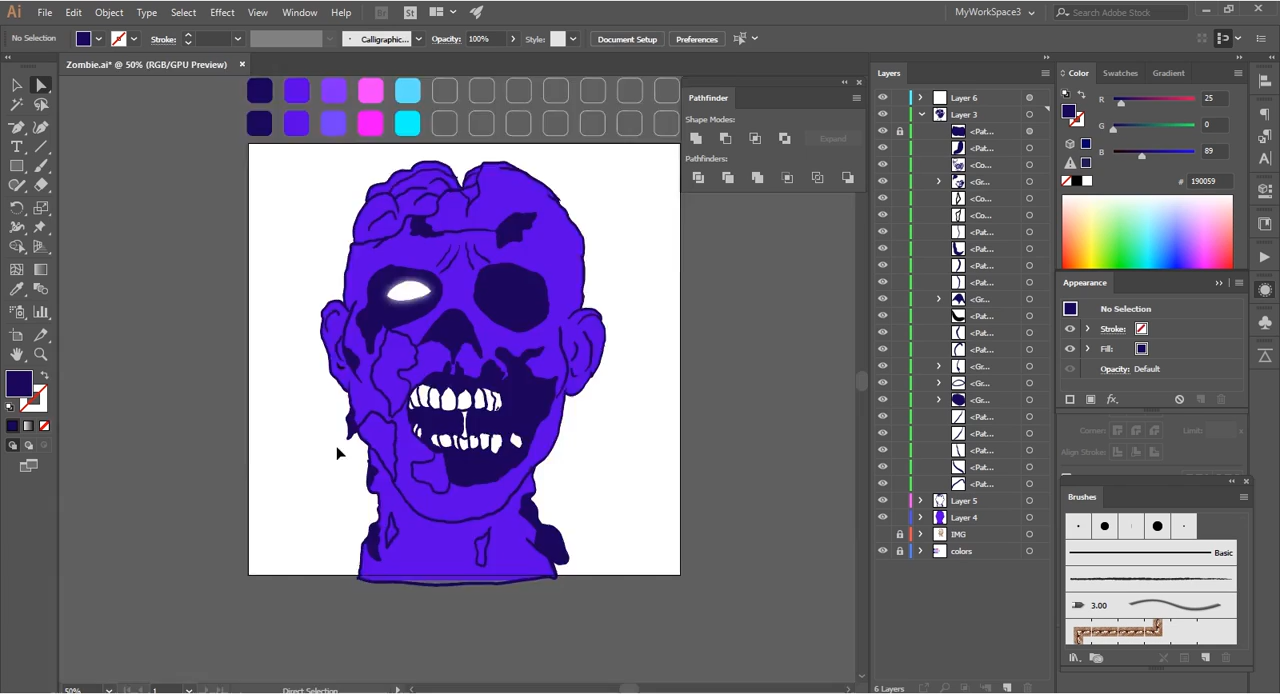 Ai File Edit Object Type Select Effect View Window Help Br St MyWorkSpace3 Search Adobe Stock
No Selection Stroke: Calligraphic... Opacity: 100% Style: Document Setup Preferences
Zombie.ai* @ 50% (RGB/GPU Preview) ×
Pathfinder
Shape Modes:
Expand
Pathfinders:
Layers
Layer 6
Layer 3
<Pat...
<Pat...
<Co...
<Gr...
<Co...
<Co...
<Pat...
<Pat...
<Pat...
<Pat...
<Gr...
<Pat...
<Pat...
<Pat...
<Gr...
<Gr...
<Gr...
<Pat...
<Pat...
<Pat...
<Pat...
<Pat...
Layer 5
Layer 4
IMG
colors
6 Layers
Color Swatches Gradient
R 25
G 0
B 89
# 190059
Appearance
No Selection
Stroke:
Fill:
Opacity: Default
Corner: Limit:
Align Stroke:
Brushes
Basic
3.00
50% 1 Direct Selection